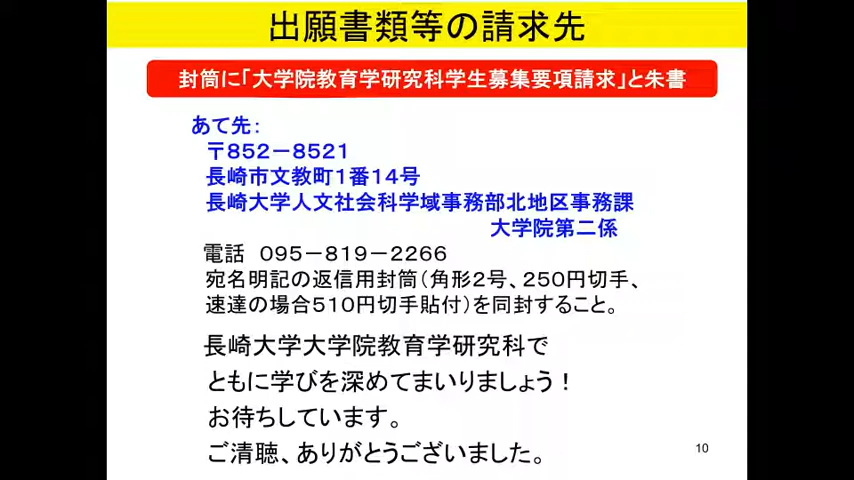 出願書類等の請求先
封筒に「大学院教育学研究科学生募集要項請求」と朱書
あて先：
〒852－8521
長崎市文教町1番14号
長崎大学人文社会科学域事務部北地区事務課
大学院第二係
電話　095－819－2266
宛名明記の返信用封筒（角形2号、250円切手、
速達の場合510円切手貼付）を同封すること。
長崎大学大学院教育学研究科で
ともに学びを深めてまいりましょう！
お待ちしています。
ご清聴、ありがとうございました。
10